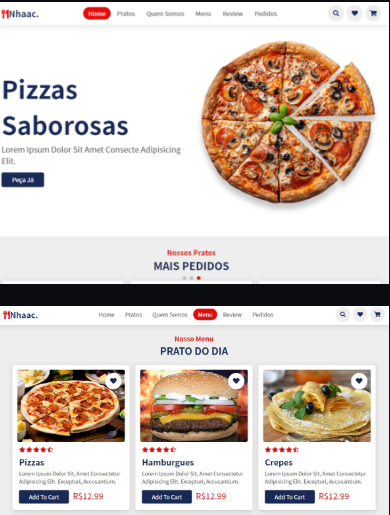 Nhaac.
Home Pratos Quem Somos Menu Review Pedidos
Pizzas
Saborosas
Lorem Ipsum Dolor Sit Amet Consecte Adipisicing
Elit.
Peça Já
Nossos Pratos
MAIS PEDIDOS
Nhaac.
Home Pratos Quem Somos Menu Review Pedidos
Nosso Menu
PRATO DO DIA
Pizzas
Lorem Ipsum Dolor Sit, Amet Consectetur
Adipisicing Elit. Excepturi, Accusantium.
Add To Cart R$12.99
Hamburgues
Lorem Ipsum Dolor Sit, Amet Consectetur
Adipisicing Elit. Excepturi, Accusantium.
Add To Cart R$12.99
Crepes
Lorem Ipsum Dolor Sit, Amet Consectetur
Adipisicing Elit. Excepturi, Accusantium.
Add To Cart R$12.99